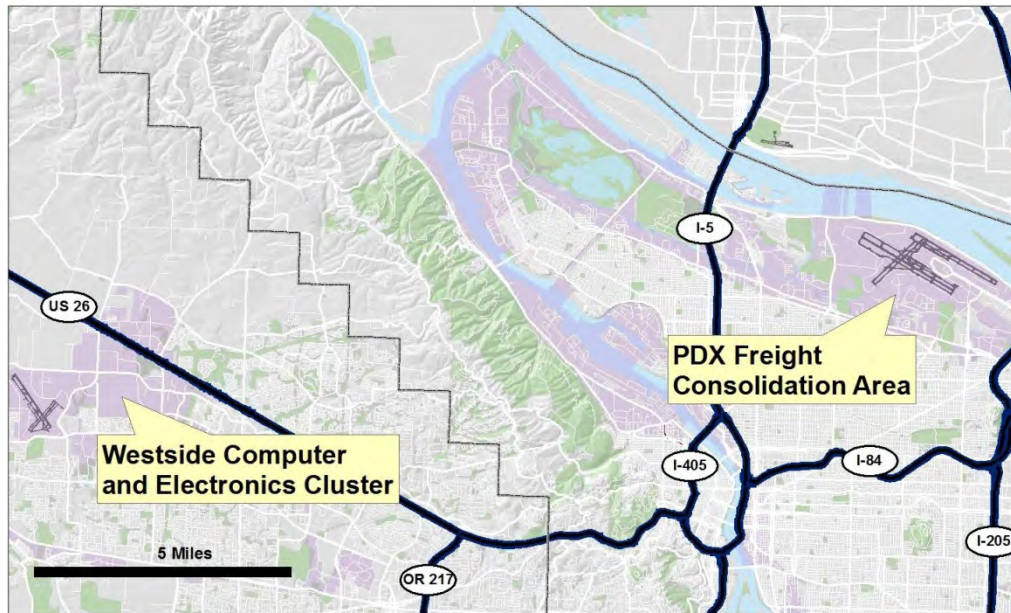 I-5
US 26
PDX Freight
Consolidation Area
Westside Computer
and Electronics Cluster
I-405
I-84
5 Miles
I-205
OR 217